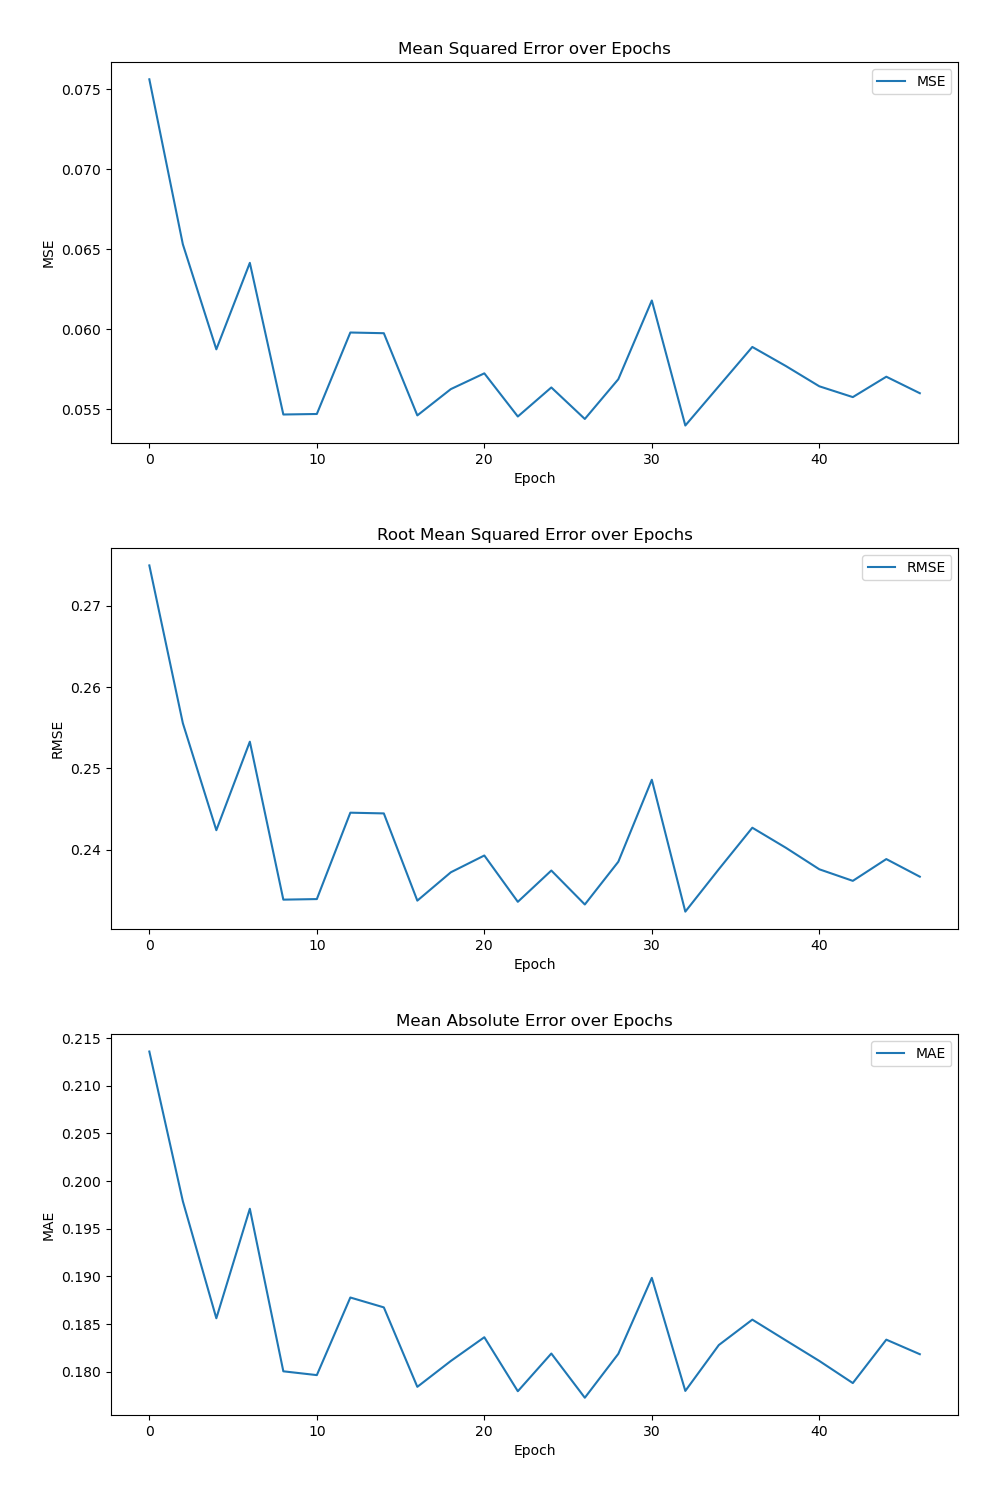 Mean Squared Error over Epochs
MSE
0.075
0.070
0.065
0.060
0.055
MSE
0 10 20 30 40
Epoch
Root Mean Squared Error over Epochs
RMSE
0.27
0.26
0.25
0.24
RMSE
0 10 20 30 40
Epoch
Mean Absolute Error over Epochs
MAE
0.215
0.210
0.205
0.200
0.195
0.190
0.185
0.180
MAE
0 10 20 30 40
Epoch